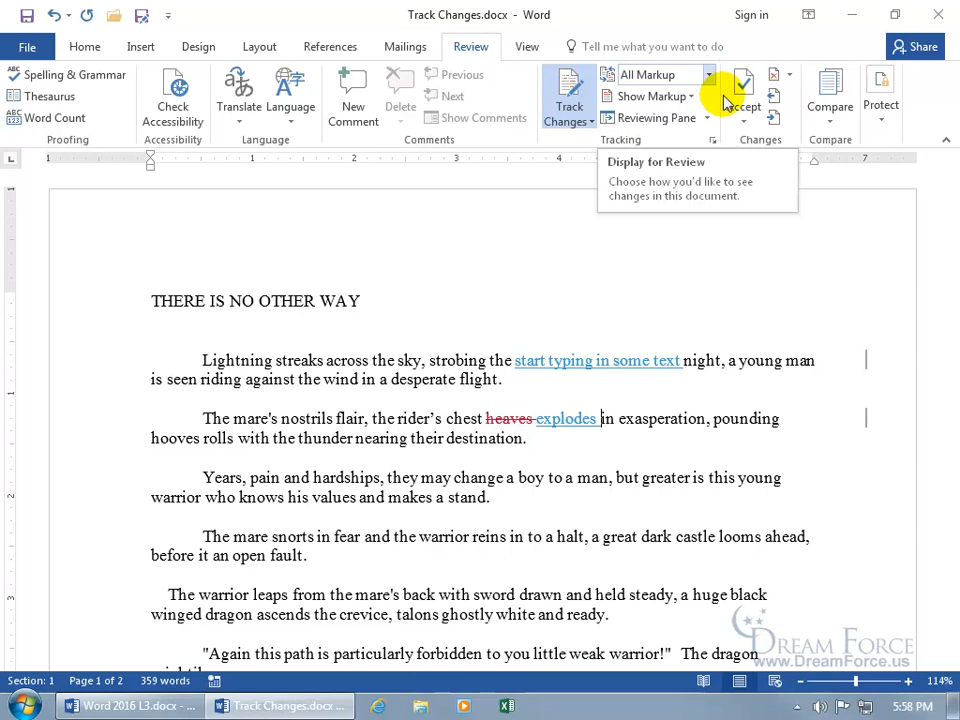 Track Changes.docx - Word
Sign in
File
Home
Insert
Design
Layout
References
Mailings
Review
View
Tell me what you want to do
Share
ABC
Spelling & Grammar
Thesaurus
ABC
123
Word Count
Proofing
Check
Accessibility
Accessibility
Translate
Language
Language
New
Comment
Delete
Previous
Next
Show Comments
Comments
Track
Changes
All Markup
Show Markup
Reviewing Pane
Tracking
Changes
Compare
Compare
Protect
Display for Review
Choose how you'd like to see
changes in this document.
1 1 2 3 4 7
THERE IS NO OTHER WAY
Lightning streaks across the sky, strobing the start typing in some text night, a young man
is seen riding against the wind in a desperate flight.
The mare's nostrils flair, the rider's chest heaves explodes in exasperation, pounding
hooves rolls with the thunder nearing their destination.
Years, pain and hardships, they may change a boy to a man, but greater is this young
warrior who knows his values and makes a stand.
The mare snorts in fear and the warrior reins in to a halt, a great dark castle looms ahead,
before it an open fault.
The warrior leaps from the mare's back with sword drawn and held steady, a huge black
winged dragon ascends the crevice, talons ghostly white and ready.
"Again this path is particularly forbidden to you little weak warrior!" The dragon
DREAM FORCE
www.DreamForce.us
Section: 1
Page 1 of 2
359 words
114%
Word 2016 L3.docx - ...
Track Changes.docx ...
5:58 PM